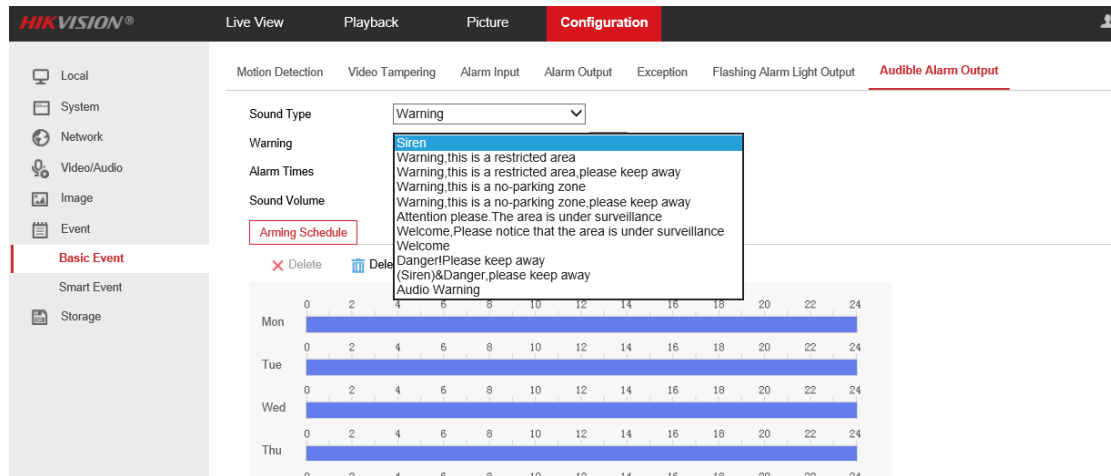 HIKVISION® Live View Playback Picture Configuration
Local
System
Network
Video/Audio
Image
Event
Basic Event
Smart Event
Storage
Motion Detection Video Tampering Alarm Input Alarm Output Exception Flashing Alarm Light Output Audible Alarm Output
Sound Type Warning
Warning
Alarm Times
Sound Volume
Siren
Warning,this is a restricted area
Warning,this is a restricted area,please keep away
Warning,this is a no-parking zone
Warning,this is a no-parking zone,please keep away
Attention please.The area is under surveillance
Welcome,Please notice that the area is under surveillance
Welcome
Danger!Please keep away
(Siren)&Danger,please keep away
Audio Warning
Arming Schedule
Delete Dele
0 2 4 6 8 10 12 14 16 18 20 22 24
Mon
0 2 4 6 8 10 12 14 16 18 20 22 24
Tue
0 2 4 6 8 10 12 14 16 18 20 22 24
Wed
0 2 4 6 8 10 12 14 16 18 20 22 24
Thu